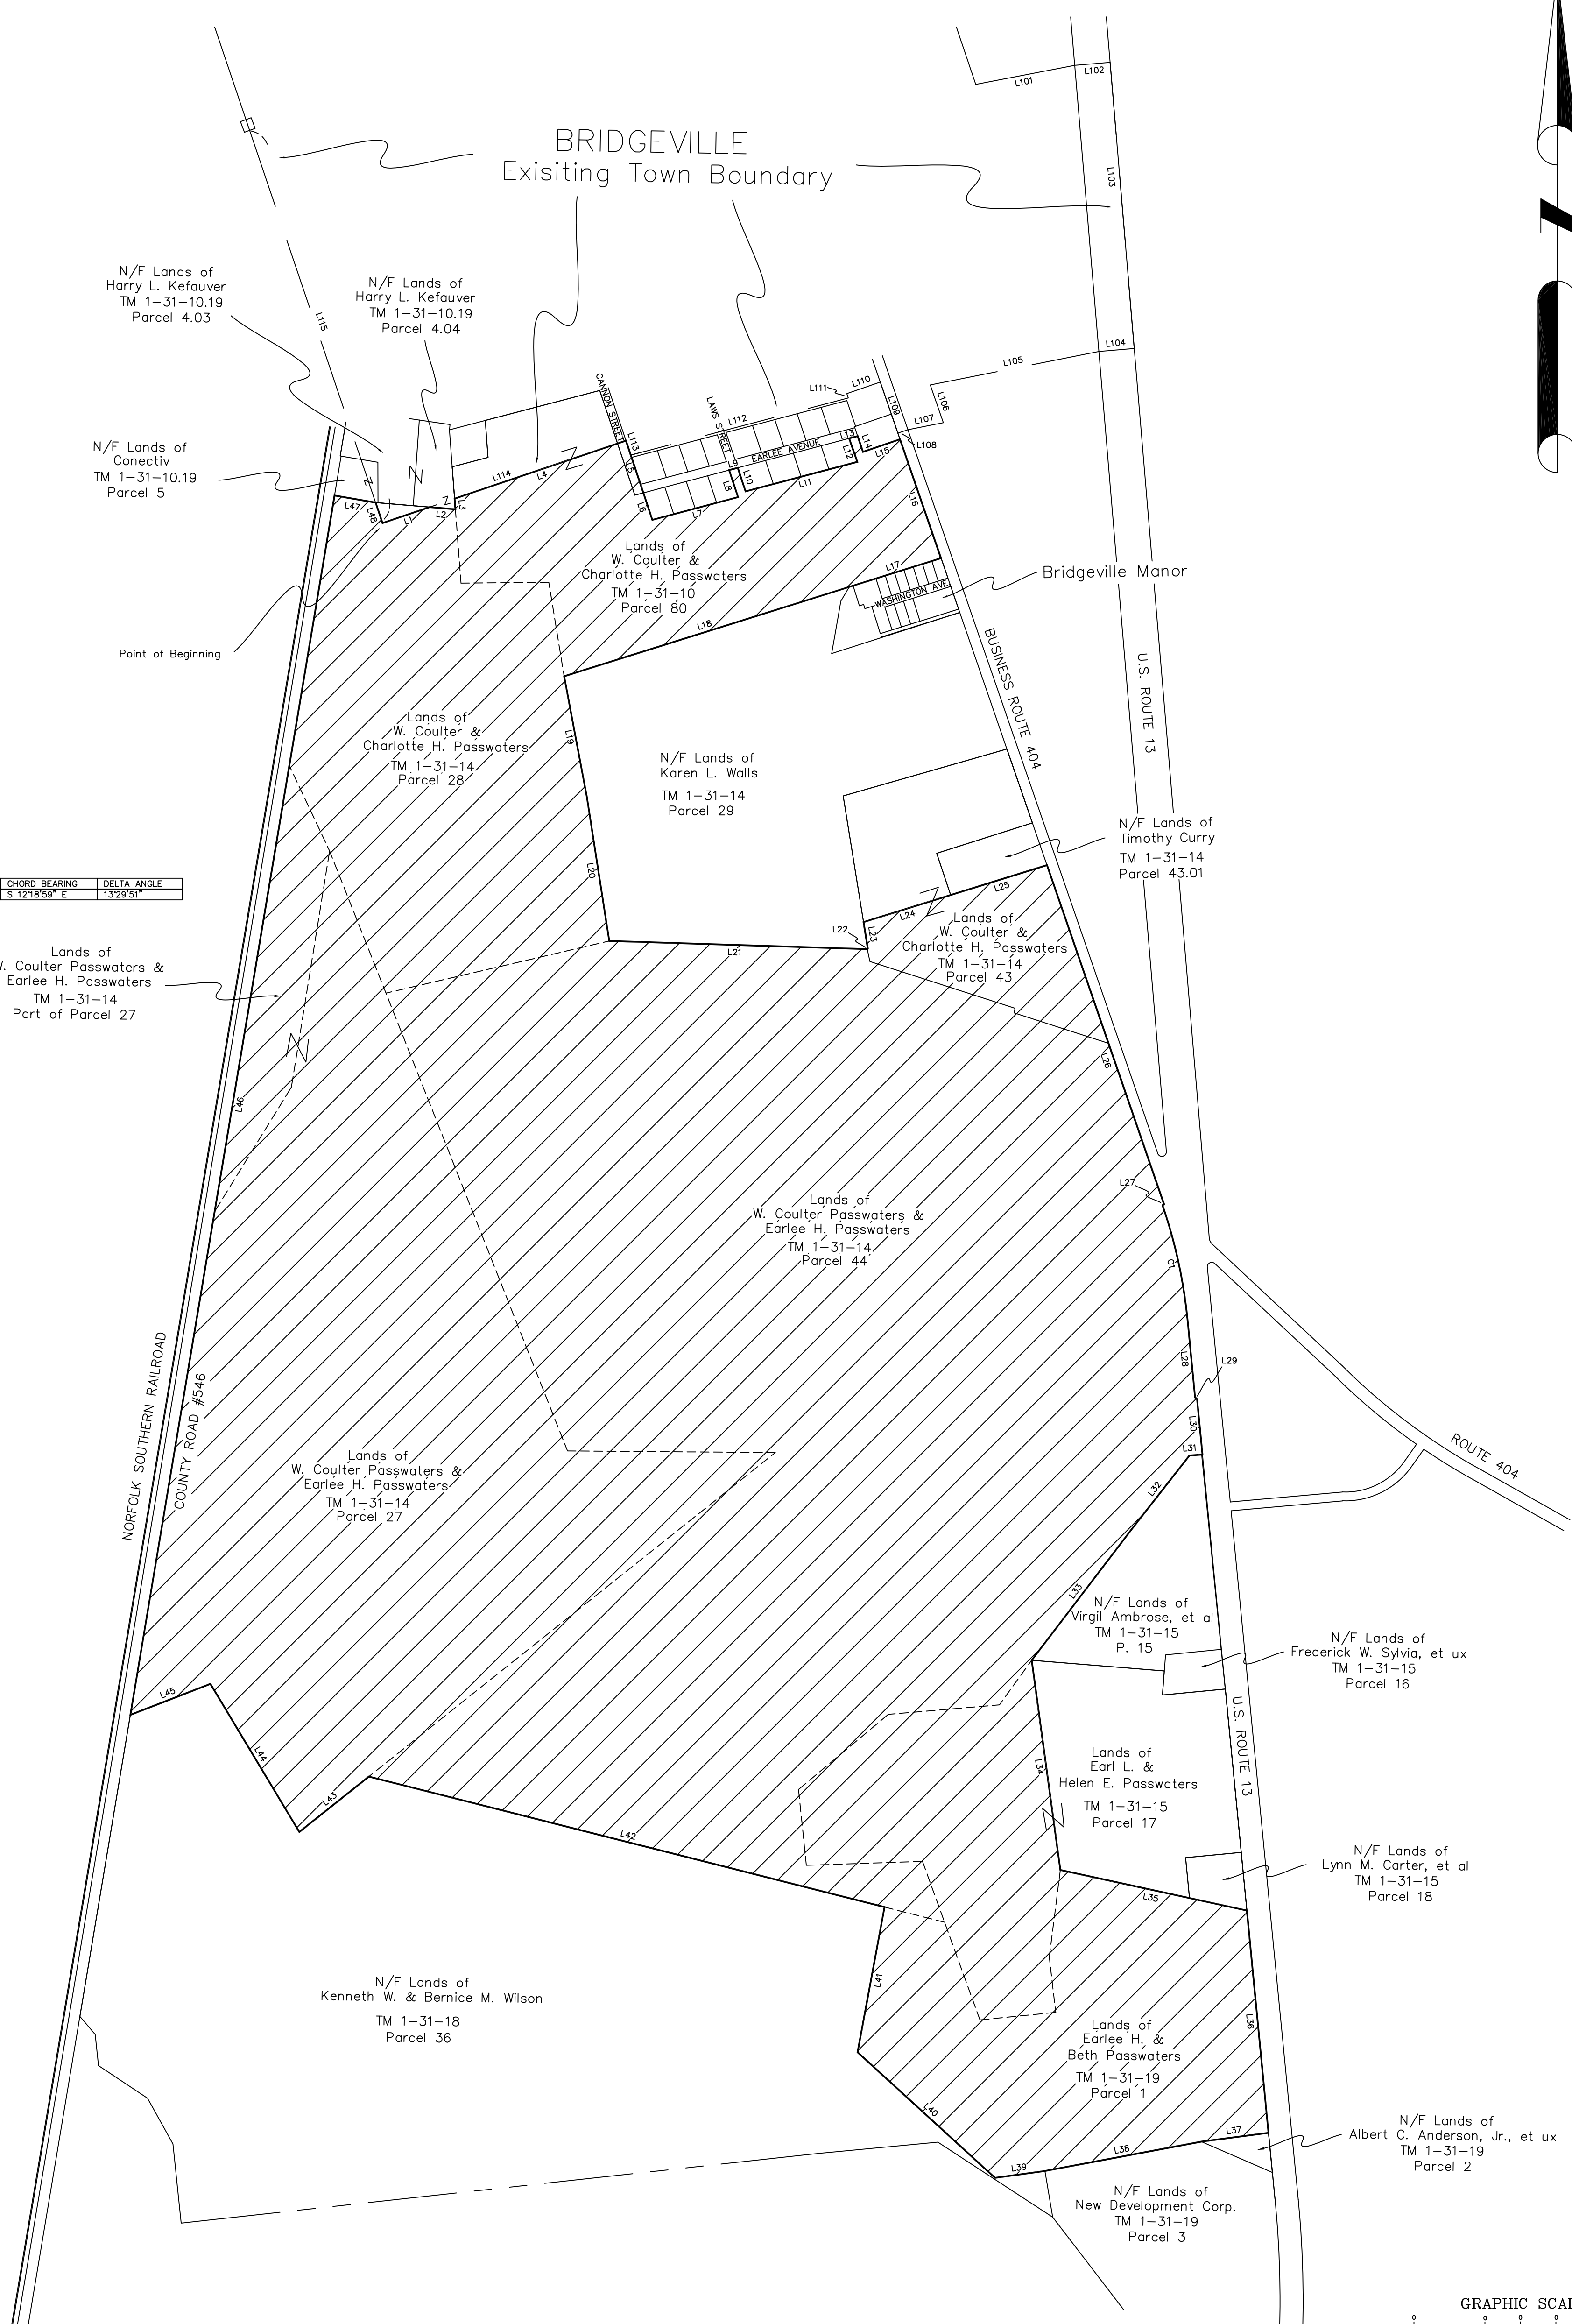 L101
L102
BRIDGEVILLE
Exisiting Town Boundary
L103
N/F Lands of
Harry L. Kefauver
TM 1-31-10.19
Parcel 4.03
N/F Lands of
Harry L. Kefauver
TM 1-31-10.19
Parcel 4.04
L115
L104
L105
L106
L107
L108
L109
L110
L111
L112
L113
CANNON STREET
LAWS STREET
EARLEE AVENUE
N/F Lands of
Conectiv
TM 1-31-10.19
Parcel 5
L114
L4
L5
L6
L7
L8
L9
L10
L11
L12
L13
L14
L15
L16
L47
L48
L1
L2
L3
Lands of
W. Coulter &
Charlotte H. Passwaters
TM 1-31-10
Parcel 80
L17
WASHINGTON AVE.
Bridgeville Manor
L18
Point of Beginning
BUSINESS ROUTE 404
U.S. ROUTE 13
Lands of
W. Coulter &
Charlotte H. Passwaters
TM 1-31-14
Parcel 28
L19
N/F Lands of
Karen L. Walls
TM 1-31-14
Parcel 29
N/F Lands of
Timothy Curry
TM 1-31-14
Parcel 43.01
L20
CHORD BEARING DELTA ANGLE
S 12°18'59" E 13°29'51"
L25
L24
L23
L22
L21
Lands of
W. Coulter &
Charlotte H. Passwaters
TM 1-31-14
Parcel 43
Lands of
W. Coulter Passwaters &
Earlee H. Passwaters
TM 1-31-14
Part of Parcel 27
L26
L46
L27
Lands of
W. Coulter Passwaters &
Earlee H. Passwaters
TM 1-31-14
Parcel 44
C1
L28
L29
L30
L31
NORFOLK SOUTHERN RAILROAD
COUNTY ROAD #546
ROUTE 404
Lands of
W. Coulter Passwaters &
Earlee H. Passwaters
TM 1-31-14
Parcel 27
L32
L33
N/F Lands of
Virgil Ambrose, et al
TM 1-31-15
P. 15
N/F Lands of
Frederick W. Sylvia, et ux
TM 1-31-15
Parcel 16
L45
L44
L43
L42
L34
Lands of
Earl L. &
Helen E. Passwaters
TM 1-31-15
Parcel 17
U.S. ROUTE 13
N/F Lands of
Lynn M. Carter, et al
TM 1-31-15
Parcel 18
L35
L41
N/F Lands of
Kenneth W. & Bernice M. Wilson
TM 1-31-18
Parcel 36
L36
Lands of
Earlee H. &
Beth Passwaters
TM 1-31-19
Parcel 1
L40
L37
L38
L39
N/F Lands of
Albert C. Anderson, Jr., et ux
TM 1-31-19
Parcel 2
N/F Lands of
New Development Corp.
TM 1-31-19
Parcel 3
GRAPHIC SCA